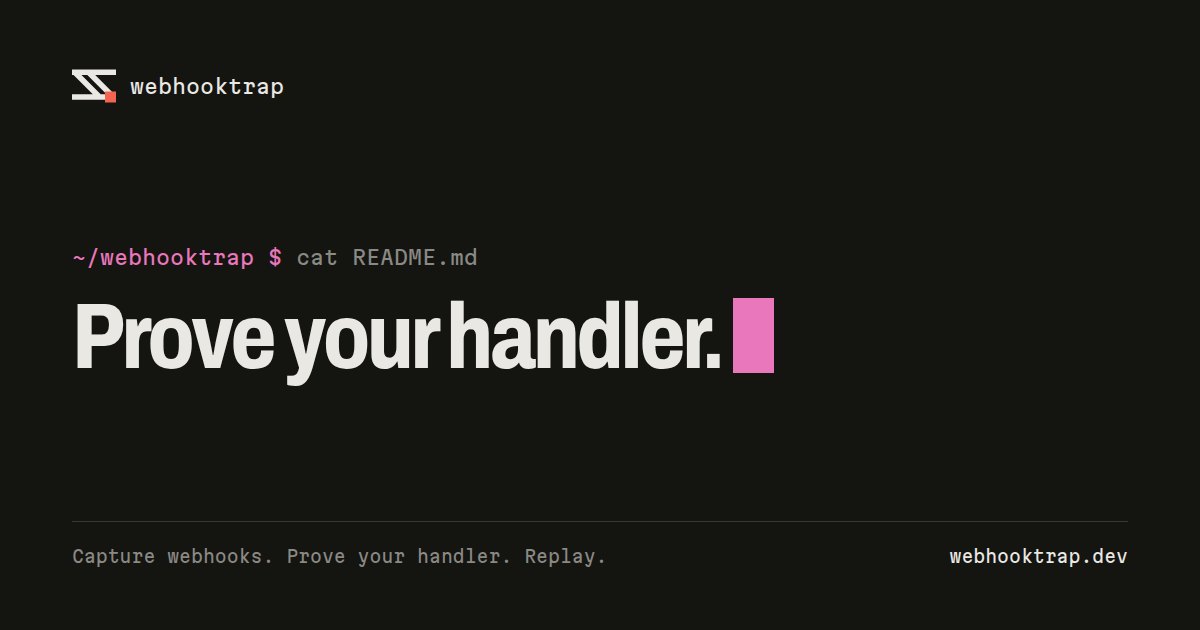 webhooktrap
~/webhooktrap $ cat README.md
Prove your handler.
Capture webhooks. Prove your handler. Replay.
webhooktrap.dev